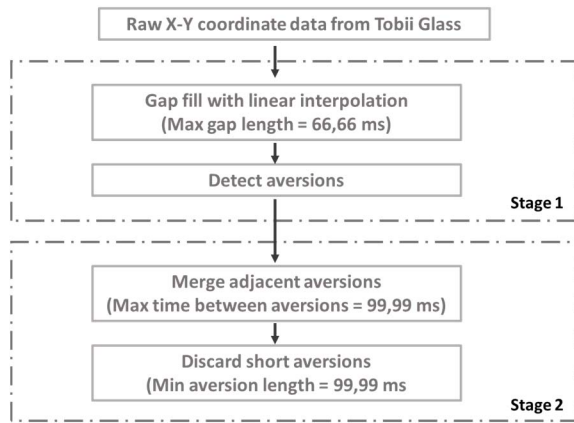 Raw X-Y coordinate data from Tobii Glass
Gap fill with linear interpolation
(Max gap length = 66,66 ms)
Detect aversions
Stage 1
Merge adjacent aversions
(Max time between aversions = 99,99 ms)
Discard short aversions
(Min aversion length = 99,99 ms
Stage 2